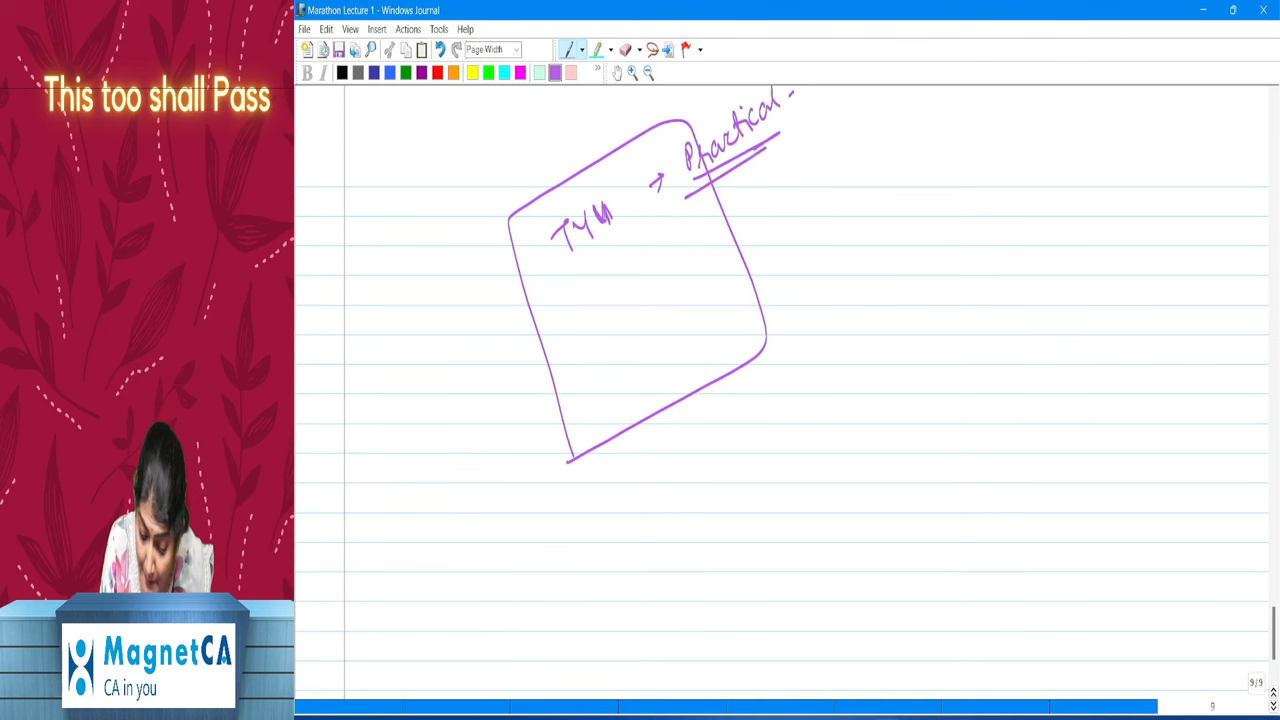 This too shall Pass
Marathon Lecture 1 - Windows Journal
File Edit View Insert Actions Tools Help
Page Width
B I
TYM → Practical -
9/9
9
MagnetCA
CA in you